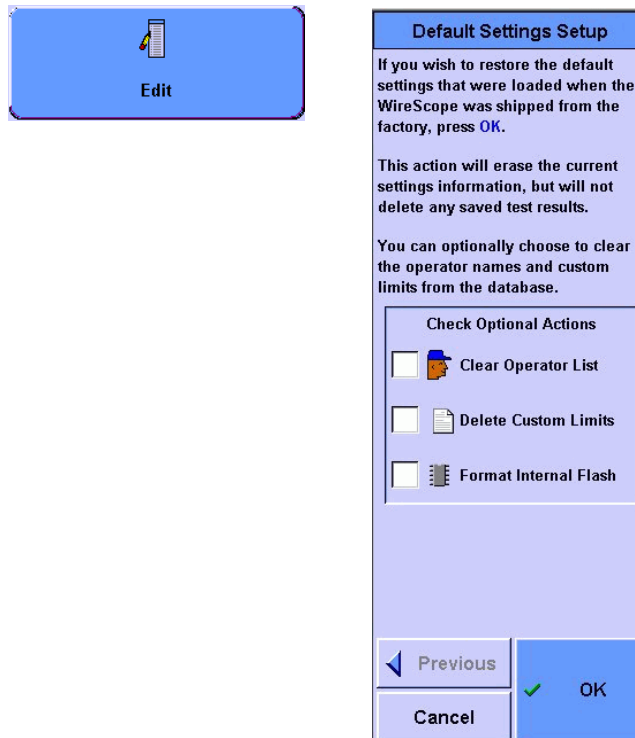 Edit
Default Settings Setup
If you wish to restore the default
settings that were loaded when the
WireScope was shipped from the
factory, press OK.
This action will erase the current
settings information, but will not
delete any saved test results.
You can optionally choose to clear
the operator names and custom
limits from the database.
Check Optional Actions
Clear Operator List
Delete Custom Limits
Format Internal Flash
Previous
OK
Cancel